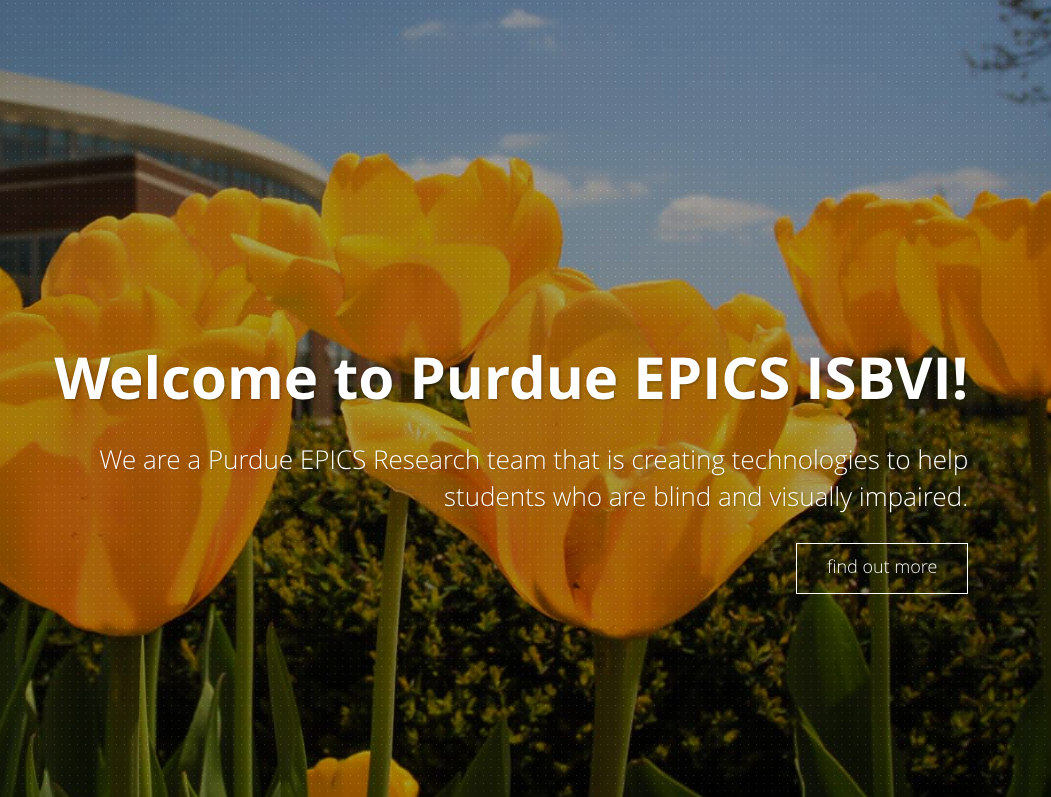 Welcome to Purdue EPICS ISBVI!
We are a Purdue EPICS Research team that is creating technologies to help
students who are blind and visually impaired.
find out more